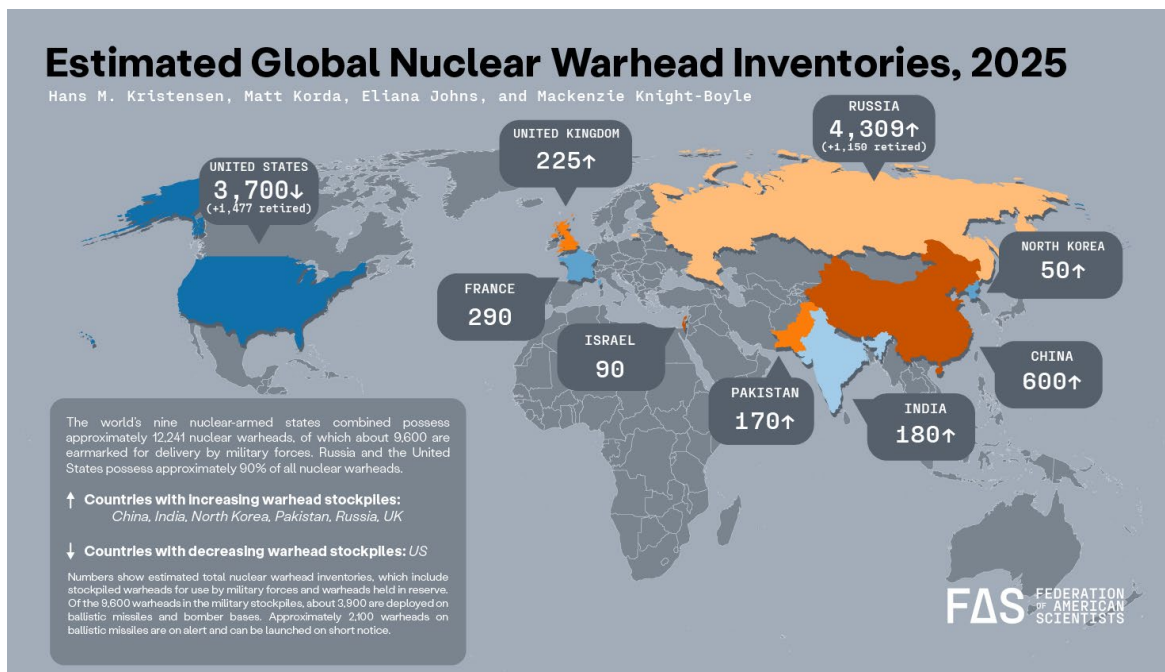 Estimated Global Nuclear Warhead Inventories, 2025
Hans M. Kristensen, Matt Korda, Eliana Johns, and Mackenzie Knight-Boyle
RUSSIA
4,309↑
(+1,150 retired)
UNITED KINGDOM
225↑
UNITED STATES
3,700↓
(+1,477 retired)
NORTH KOREA
50↑
FRANCE
290
ISRAEL
90
CHINA
600↑
PAKISTAN
170↑
INDIA
180↑
The world's nine nuclear-armed states combined possess
approximately 12,241 nuclear warheads, of which about 9,600 are
earmarked for delivery by military forces. Russia and the United
States possess approximately 90% of all nuclear warheads.
↑ Countries with increasing warhead stockpiles:
China, India, North Korea, Pakistan, Russia, UK
↓ Countries with decreasing warhead stockpiles: US
Numbers show estimated total nuclear warhead inventories, which include
stockpiled warheads for use by military forces and warheads held in reserve.
Of the 9,600 warheads in the military stockpiles, about 3,900 are deployed on
ballistic missiles and bomber bases. Approximately 2,100 warheads on
ballistic missiles are on alert and can be launched on short notice.
FAS
FEDERATION
OF AMERICAN
SCIENTISTS